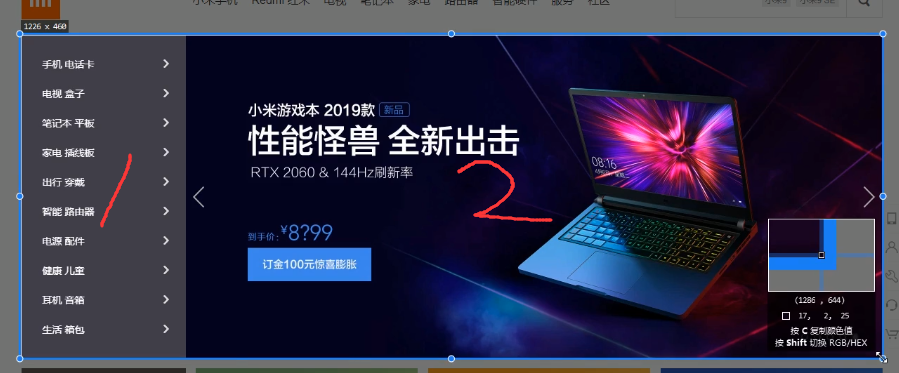 小米手机 Redmi 红米 电视 笔记本 家电 路由器 智能硬件 服务 社区
1226 x 460
手机 电话卡
电视 盒子
笔记本 平板
家电 插线板
出行 穿戴
智能 路由器
电源 配件
健康 儿童
耳机 音箱
生活 箱包
1
小米游戏本 2019款 新品
性能怪兽 全新出击
RTX 2060 & 144Hz刷新率
2
到手价:¥8?99
订金100元惊喜膨胀
08:16
(1286 , 644)
17, 2, 25
按 C 复制颜色值
按 Shift 切换 RGB/HEX